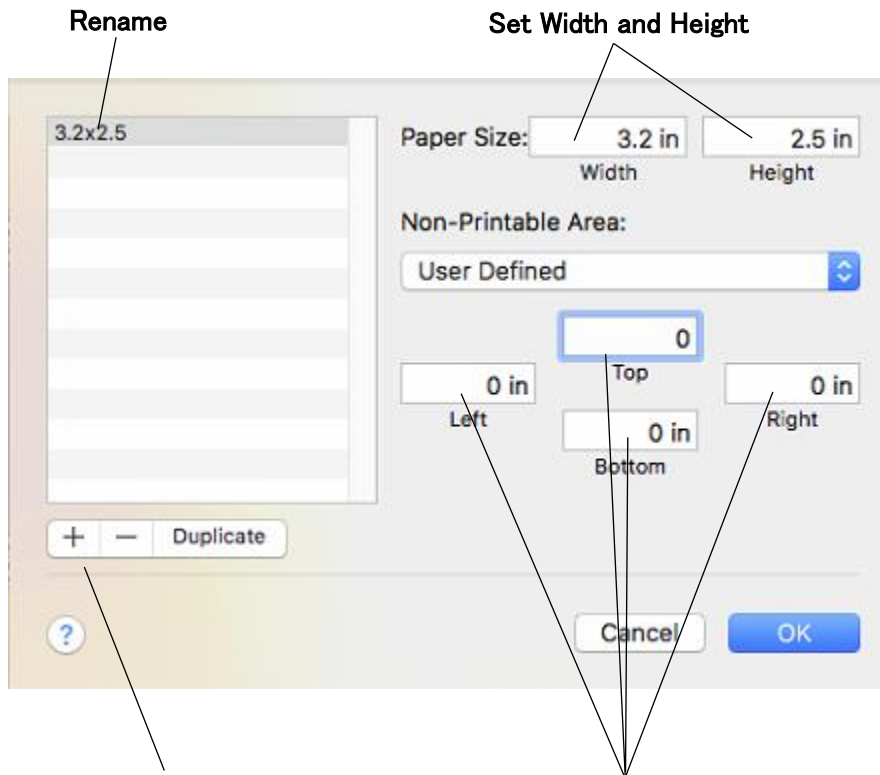 Rename
Set Width and Height
3.2x2.5
Paper Size:
3.2 in
2.5 in
Width
Height
Non-Printable Area:
User Defined
0
Top
0 in
0 in
Left
Right
0 in
Bottom
+ − Duplicate
?
Cancel
OK